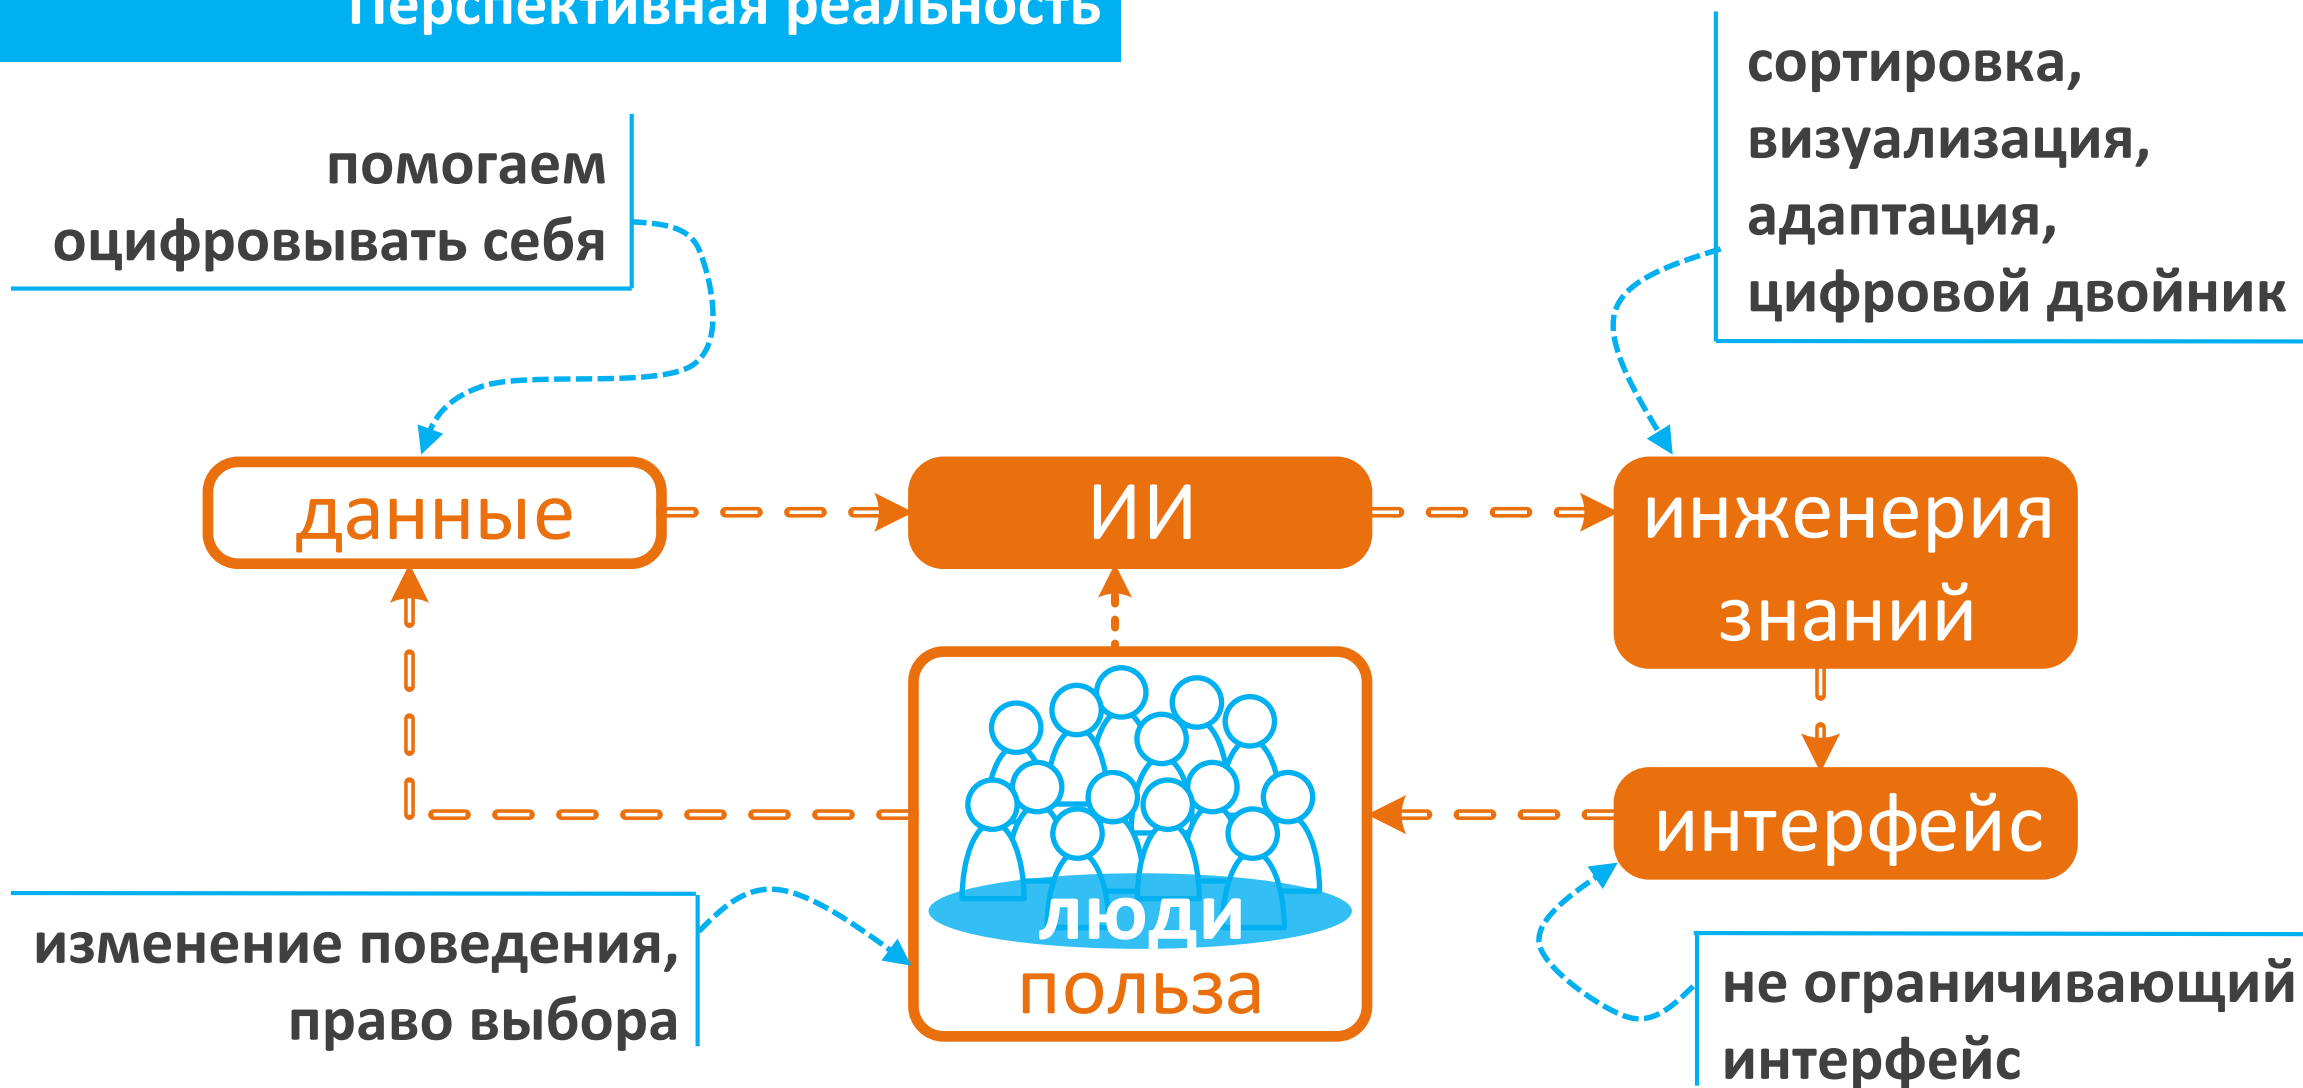 Перспективная реальность
помогаем
оцифровывать себя
сортировка,
визуализация,
адаптация,
цифровой двойник
данные
ИИ
инженерия
знаний
люди
польза
интерфейс
изменение поведения,
право выбора
не ограничивающий
интерфейс